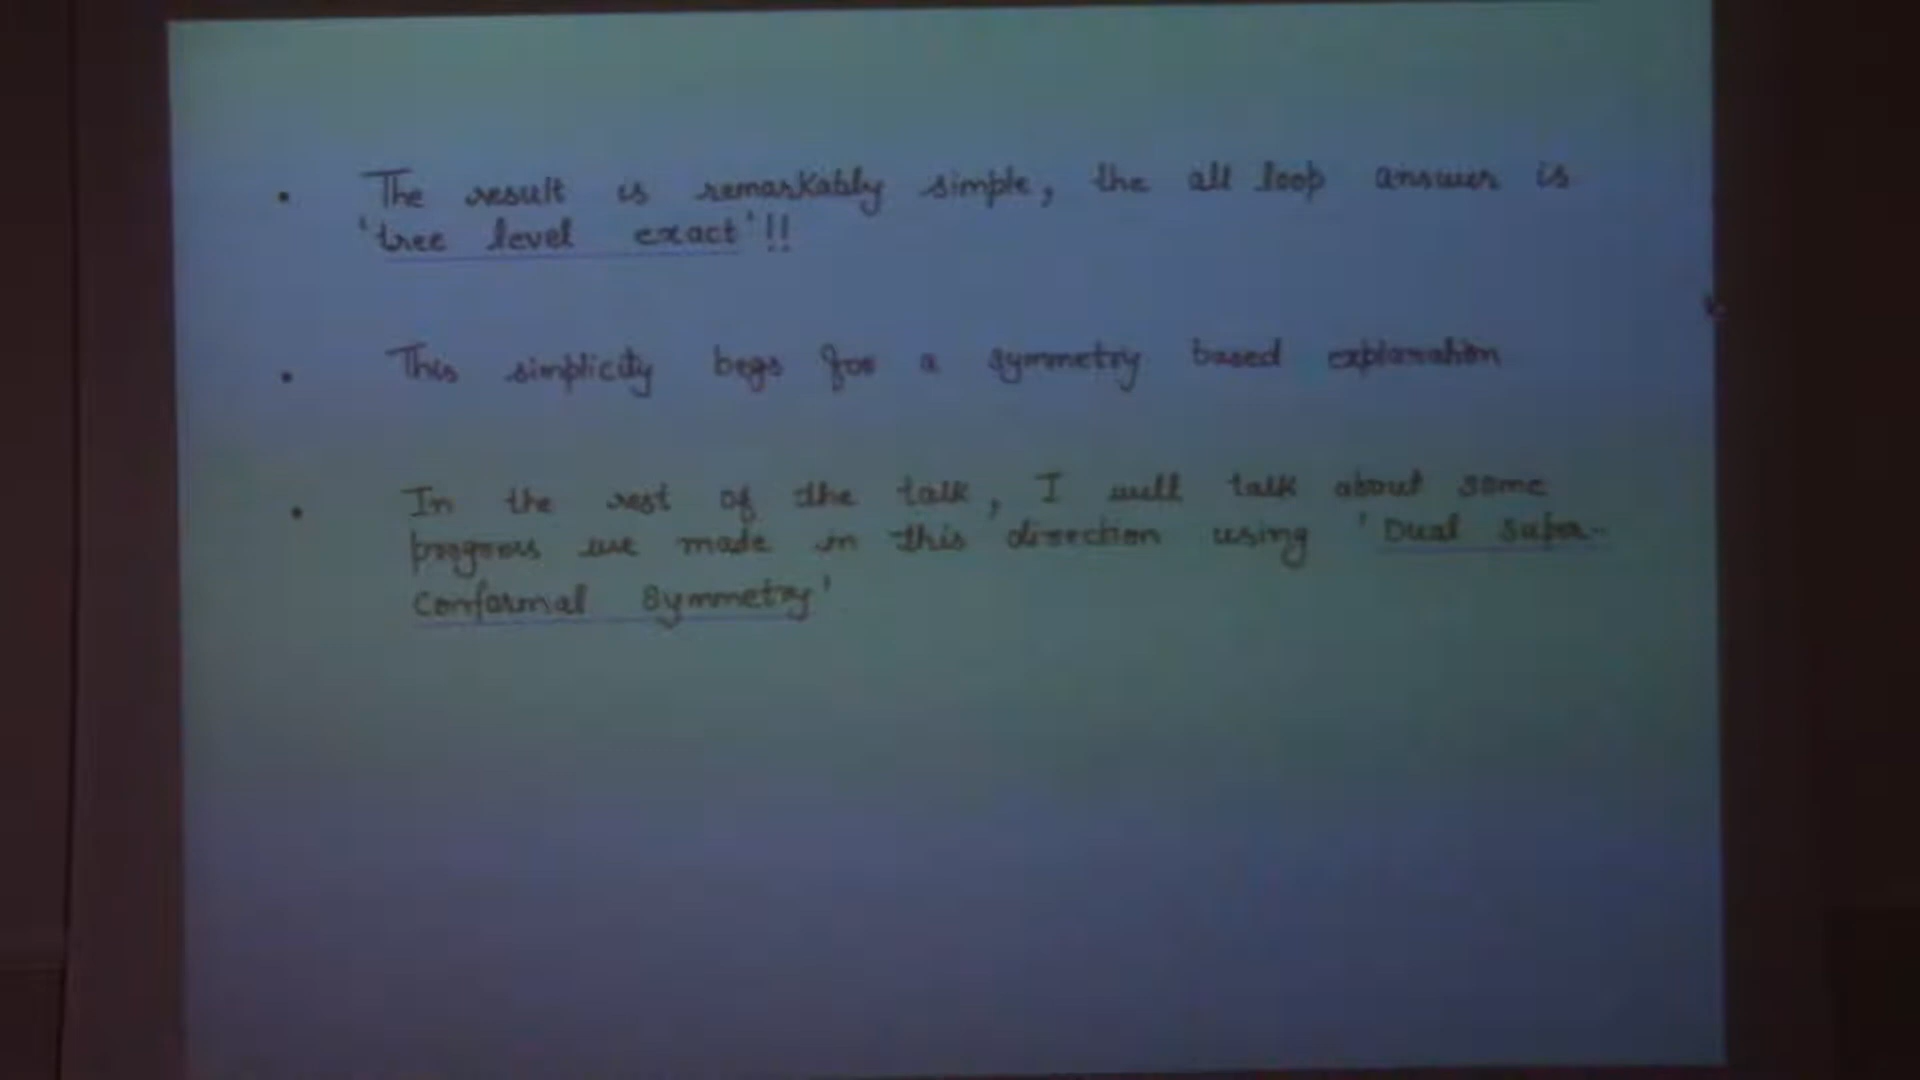 • The result is remarkably simple, the all loop answer is
'tree level exact'!!
• This simplicity begs for a symmetry based explanation
• In the rest of the talk, I will talk about some
progress we made in this direction using 'Dual super-
conformal Symmetry'